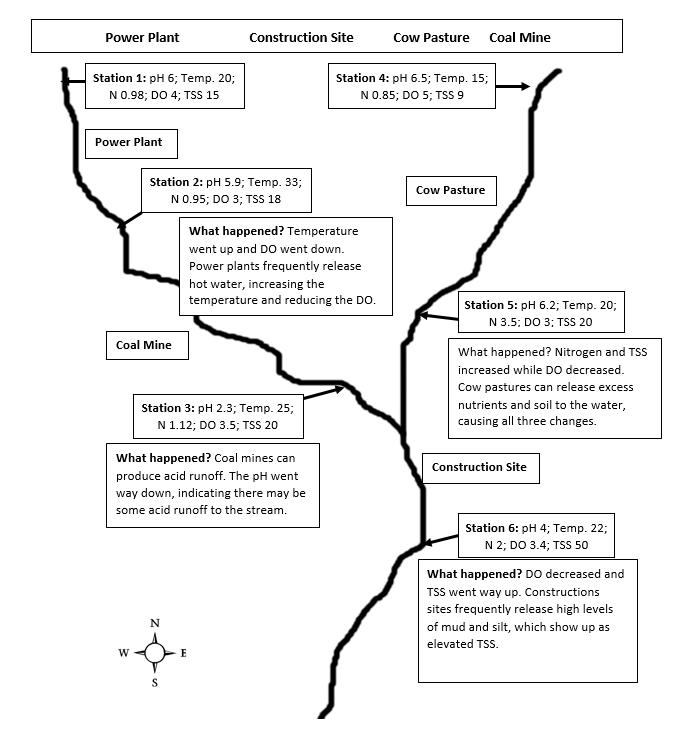 Power Plant Construction Site Cow Pasture Coal Mine
Station 1: pH 6; Temp. 20;
N 0.98; DO 4; TSS 15
Station 4: pH 6.5; Temp. 15;
N 0.85; DO 5; TSS 9
Power Plant
Station 2: pH 5.9; Temp. 33;
N 0.95; DO 3; TSS 18
Cow Pasture
What happened? Temperature
went up and DO went down.
Power plants frequently release
hot water, increasing the
temperature and reducing the DO.
Station 5: pH 6.2; Temp. 20;
N 3.5; DO 3; TSS 20
Coal Mine
What happened? Nitrogen and TSS
increased while DO decreased.
Cow pastures can release excess
nutrients and soil to the water,
causing all three changes.
Station 3: pH 2.3; Temp. 25;
N 1.12; DO 3.5; TSS 20
What happened? Coal mines can
produce acid runoff. The pH went
way down, indicating there may be
some acid runoff to the stream.
Construction Site
Station 6: pH 4; Temp. 22;
N 2; DO 3.4; TSS 50
What happened? DO decreased and
TSS went way up. Constructions
sites frequently release high levels
of mud and silt, which show up as
elevated TSS.
N
W E
S